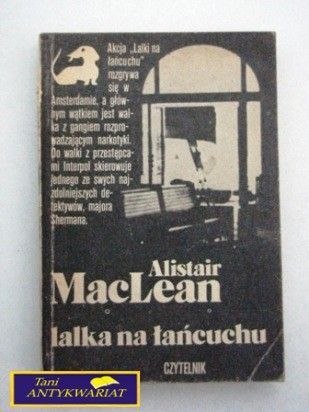 Akcja „Lalki na
łańcuchu"
rozgrywa
się w
Amsterdamie, a głów-
nym wątkiem jest wal-
ka z gangiem rozpro-
wadzającym narkotyki.
Do walki z przestępca-
mi Interpol skierowuje
jednego ze swych naj-
zdolniejszych de-
tektywów, majora
Shermana.
Alistair
MacLean
lalka na łańcuchu
CZYTELNIK
Tani
ANTYKWARIAT